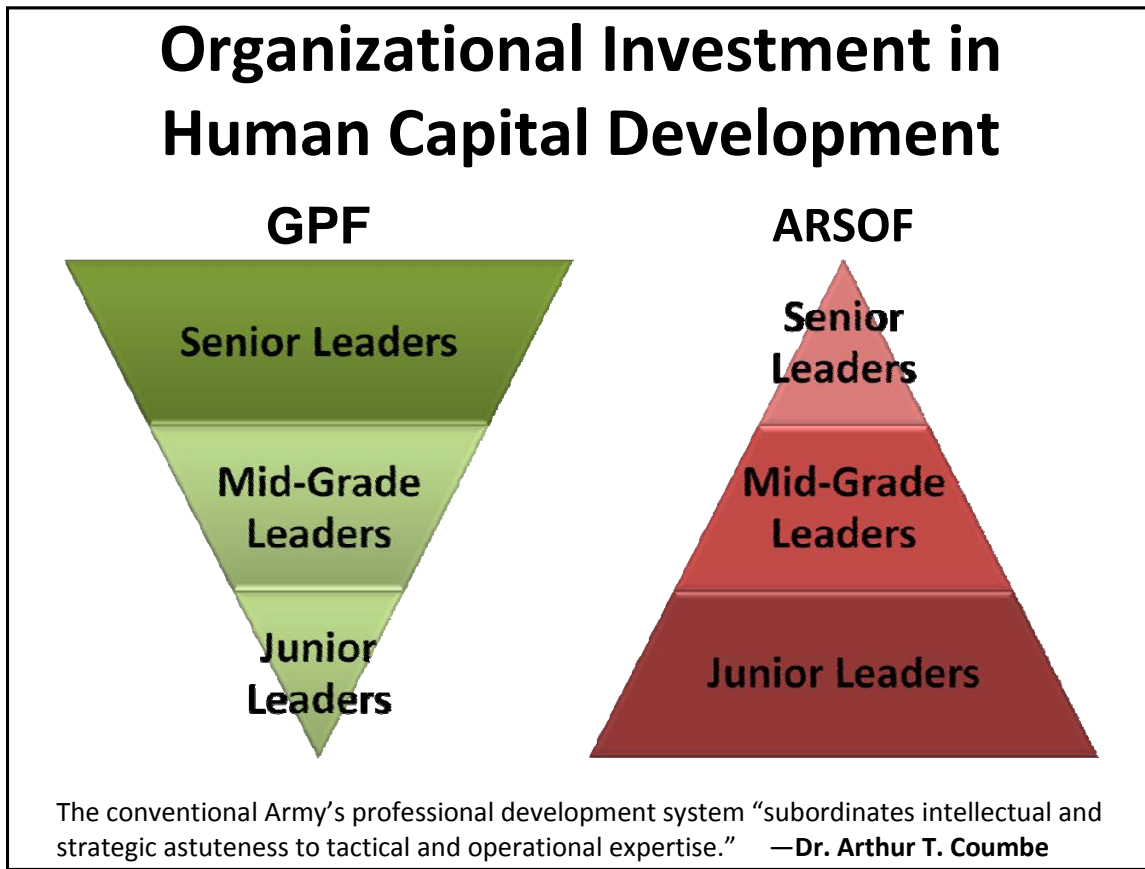 Organizational Investment in
Human Capital Development
GPF
Senior Leaders
Mid-Grade
Leaders
Junior
Leaders
ARSOF
Senior
Leaders
Mid-Grade
Leaders
Junior Leaders
The conventional Army’s professional development system “subordinates intellectual and
strategic astuteness to tactical and operational expertise.” —Dr. Arthur T. Coumbe